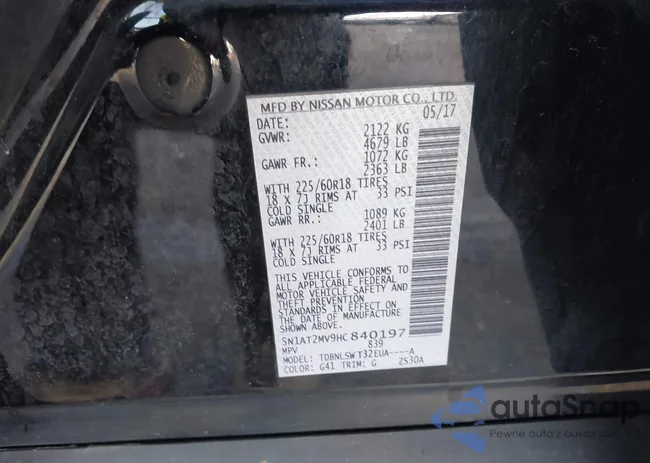 MFD BY NISSAN MOTOR CO., LTD.
DATE: 05/17
GVWR: 2122 KG
4679 LB
GAWR FR.: 1072 KG
2363 LB
WITH 225/60R18 TIRES
18 x 7J RIMS AT 33 PSI
COLD SINGLE
GAWR RR.: 1089 KG
2401 LB
WITH 225/60R18 TIRES
18 x 7J RIMS AT 33 PSI
COLD SINGLE
THIS VEHICLE CONFORMS TO
ALL APPLICABLE FEDERAL
MOTOR VEHICLE SAFETY AND
THEFT PREVENTION
STANDARDS IN EFFECT ON
THE DATE OF MANUFACTURE
5N1AT2MV9HC840197
MPV 839
MODEL: TDBNLSW T32EUA----A
COLOR: G41 TRIM: G ZS30A
autaSnap
Pewne auta z